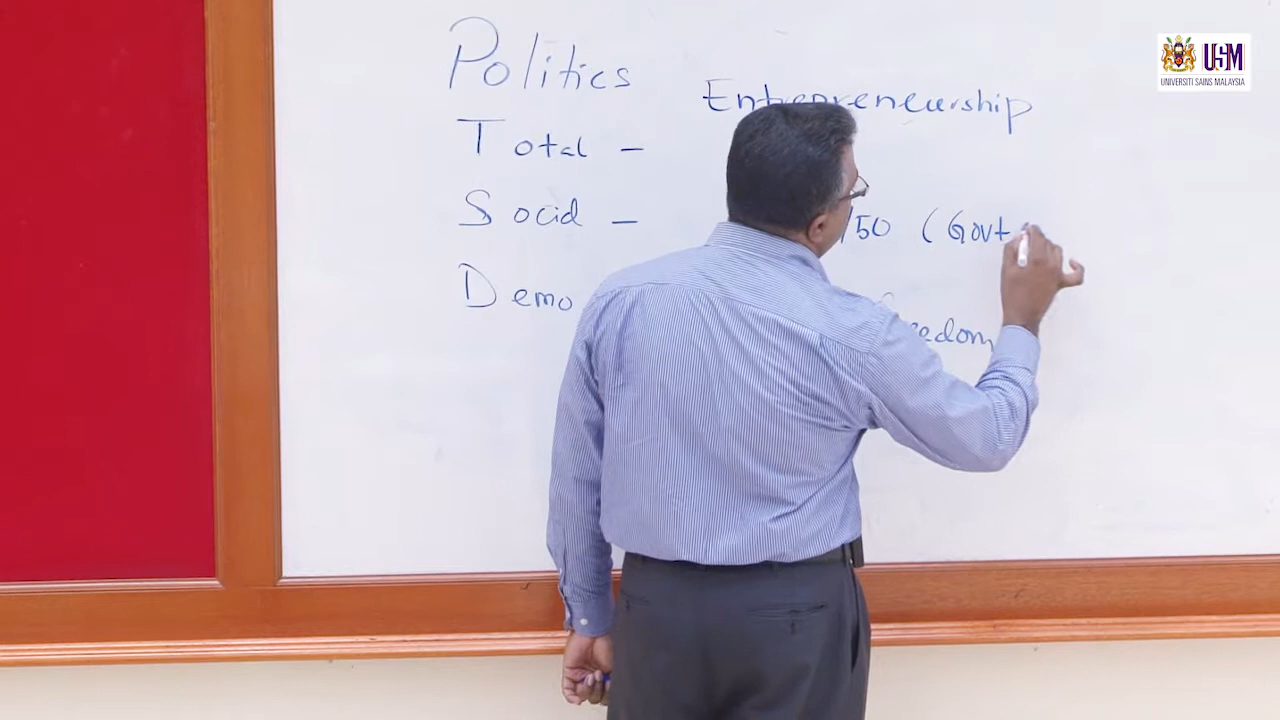 Politics
Entrepreneurship
Total -
Social - /50 (Govt
Demo
eedom
USM
UNIVERSITI SAINS MALAYSIA